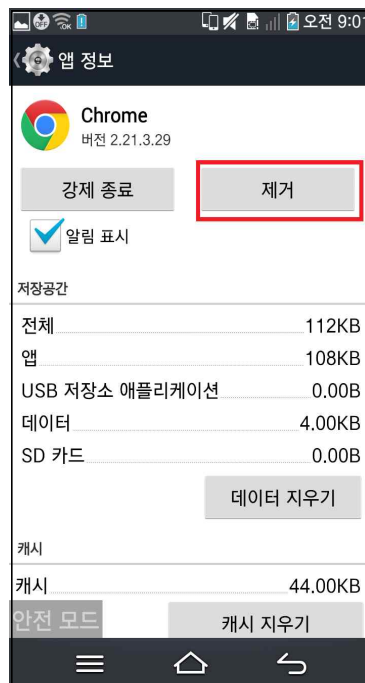 오전 9:01
앱 정보
Chrome
버전 2.21.3.29
강제 종료
제거
알림 표시
저장공간
전체 112KB
앱 108KB
USB 저장소 애플리케이션 0.00B
데이터 4.00KB
SD 카드 0.00B
데이터 지우기
캐시
캐시 44.00KB
안전 모드
캐시 지우기